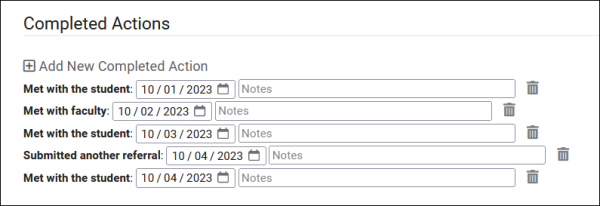 Completed Actions
Add New Completed Action
Met with the student: 10 / 01 / 2023 Notes
Met with faculty: 10 / 02 / 2023 Notes
Met with the student: 10 / 03 / 2023 Notes
Submitted another referral: 10 / 04 / 2023 Notes
Met with the student: 10 / 04 / 2023 Notes